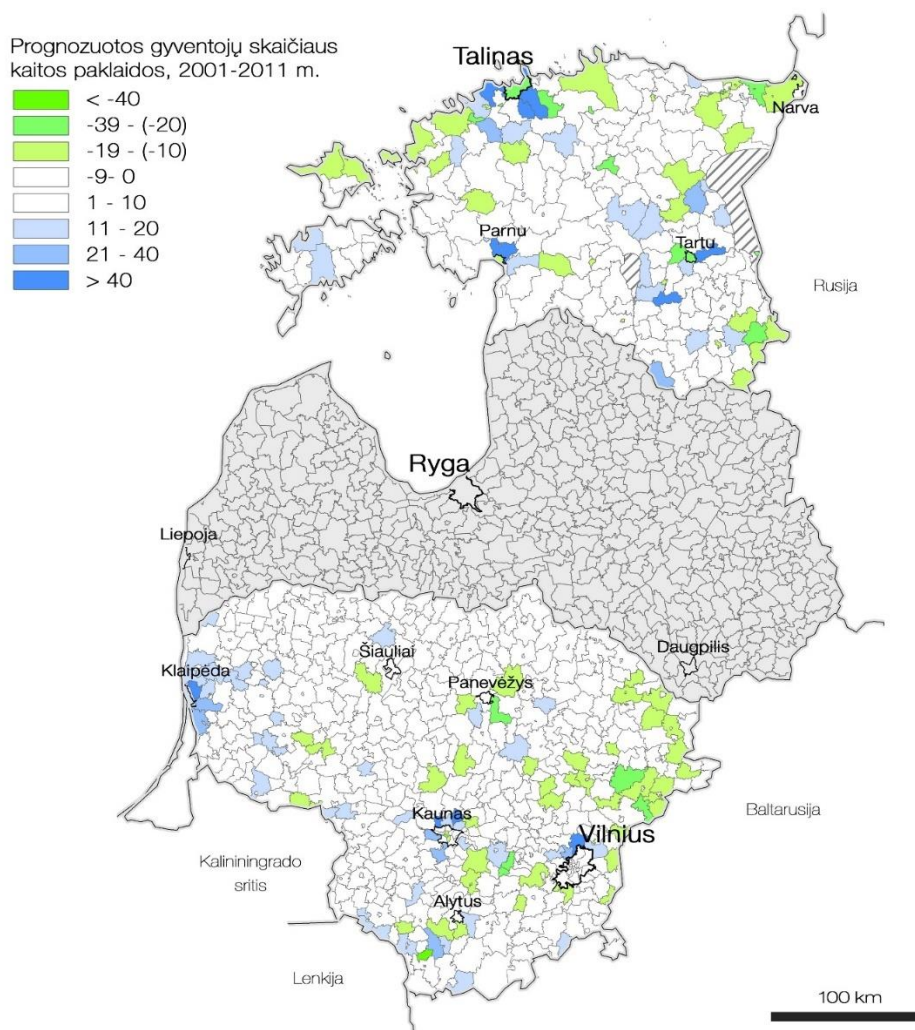 Prognozuotos gyventojų skaičiaus
kaitos paklaidos, 2001-2011 m.
< -40
-39 - (-20)
-19 - (-10)
-9- 0
1 - 10
11 - 20
21 - 40
> 40
Talinas
Narva
Parnu
Tartu
Rusija
Ryga
Liepoja
Daugpilis
Šiauliai
Klaipėda
Panevėžys
Baltarusija
Kaunas
Vilnius
Kalininingrado
sritis
Alytus
Lenkija
100 km